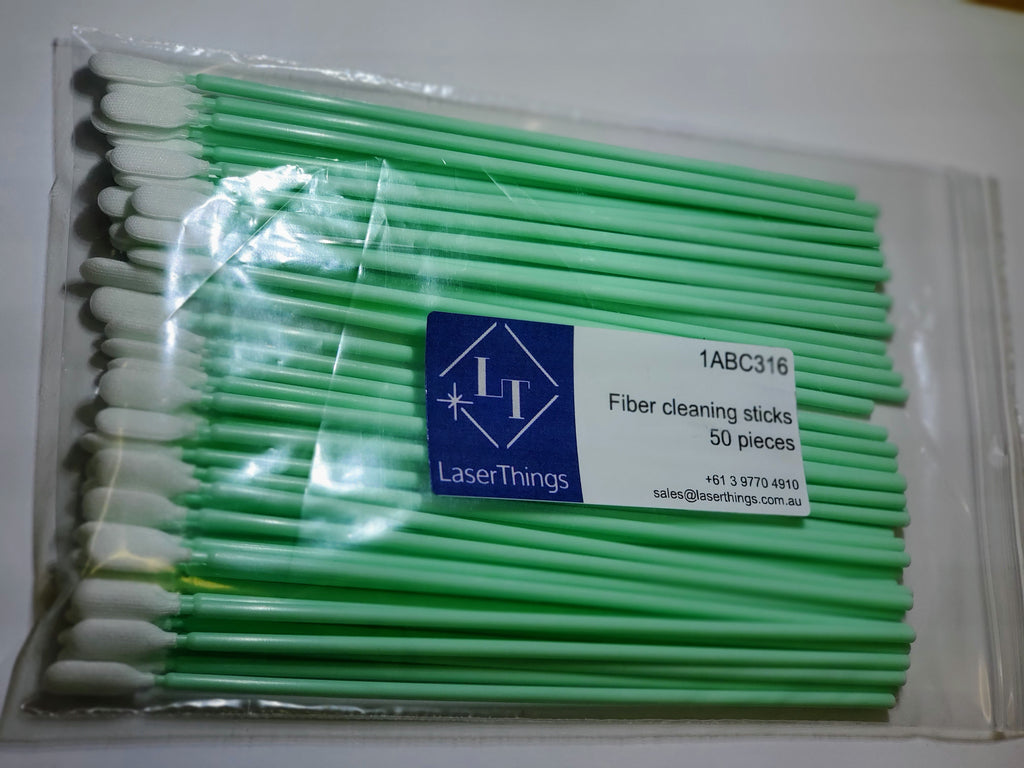 LT
LaserThings
1ABC316
Fiber cleaning sticks
50 pieces
+61 3 9770 4910
sales@laserthings.com.au